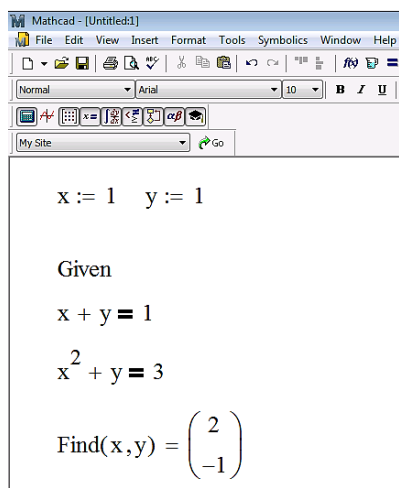 Mathcad - [Untitled:1]
File Edit View Insert Format Tools Symbolics Window Help
Normal Arial 10 B I U
My Site Go
x := 1 y := 1
Given
x + y = 1
x² + y = 3
Find(x,y) = (2
−1)